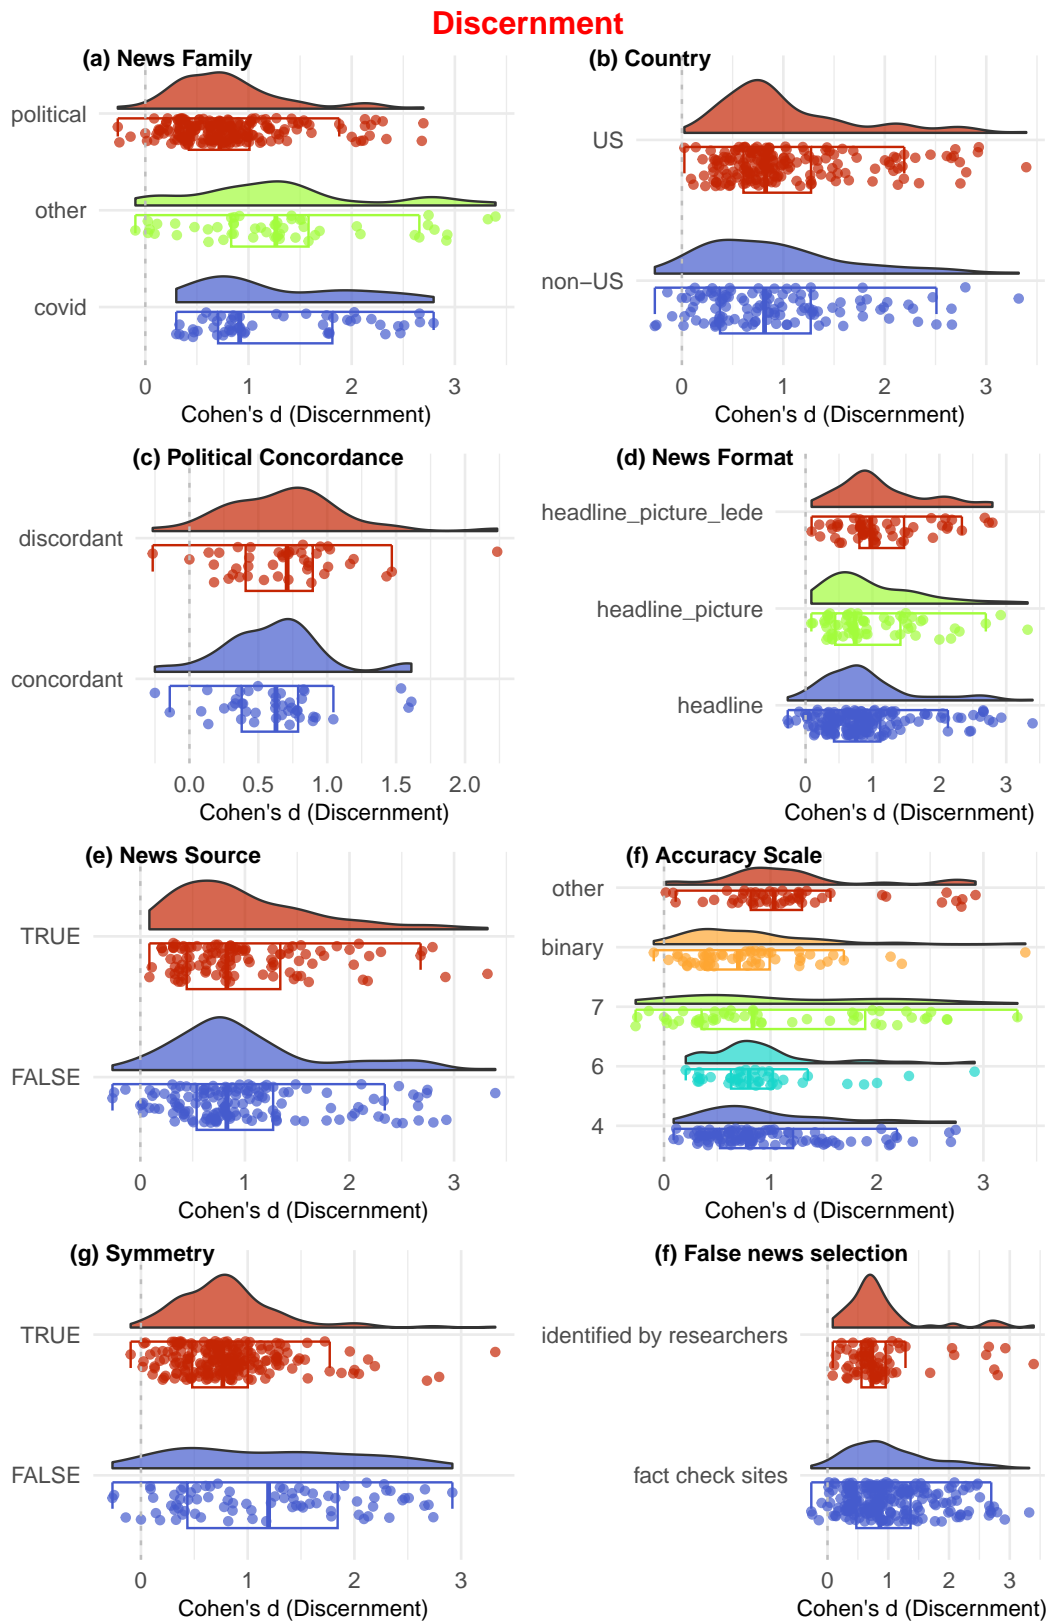 Discernment
(a) News Family
political
other
covid
0 1 2 3
Cohen's d (Discernment)
(b) Country
US
non−US
0 1 2 3
Cohen's d (Discernment)
(c) Political Concordance
discordant
concordant
0.0 0.5 1.0 1.5 2.0
Cohen's d (Discernment)
(d) News Format
headline_picture_lede
headline_picture
headline
0 1 2 3
Cohen's d (Discernment)
(e) News Source
TRUE
FALSE
0 1 2 3
Cohen's d (Discernment)
(f) Accuracy Scale
other
binary
7
6
4
0 1 2 3
Cohen's d (Discernment)
(g) Symmetry
TRUE
FALSE
0 1 2 3
Cohen's d (Discernment)
(f) False news selection
identified by researchers
fact check sites
0 1 2 3
Cohen's d (Discernment)